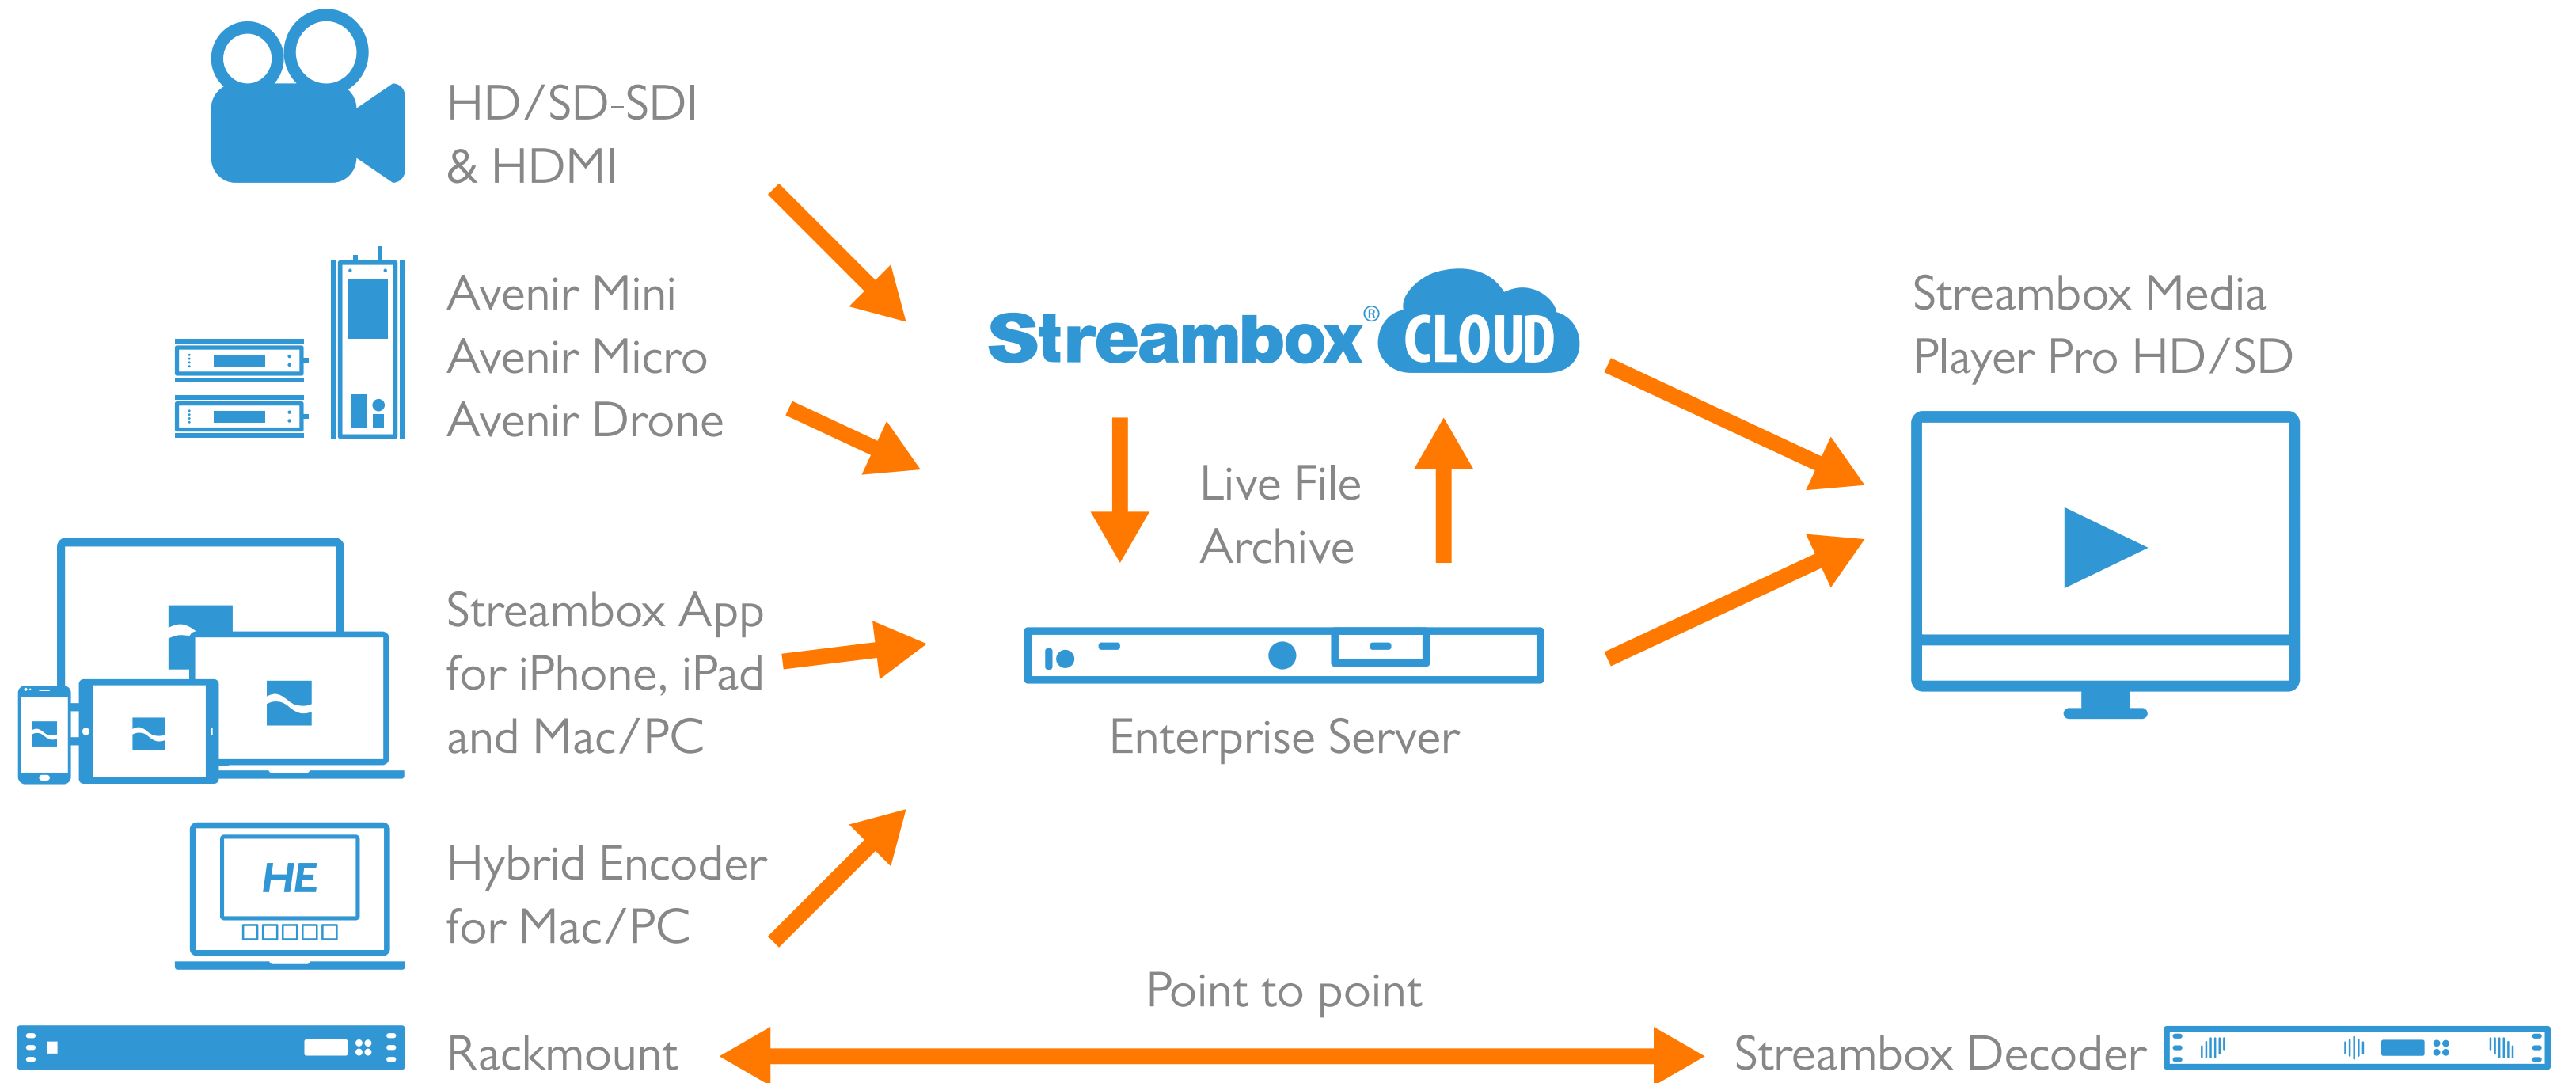 HD/SD-SDI
& HDMI
Avenir Mini
Avenir Micro
Avenir Drone
Streambox App
for iPhone, iPad
and Mac/PC
HE
Hybrid Encoder
for Mac/PC
Rackmount
Streambox® CLOUD
Live File
Archive
Enterprise Server
Point to point
Streambox Media
Player Pro HD/SD
Streambox Decoder